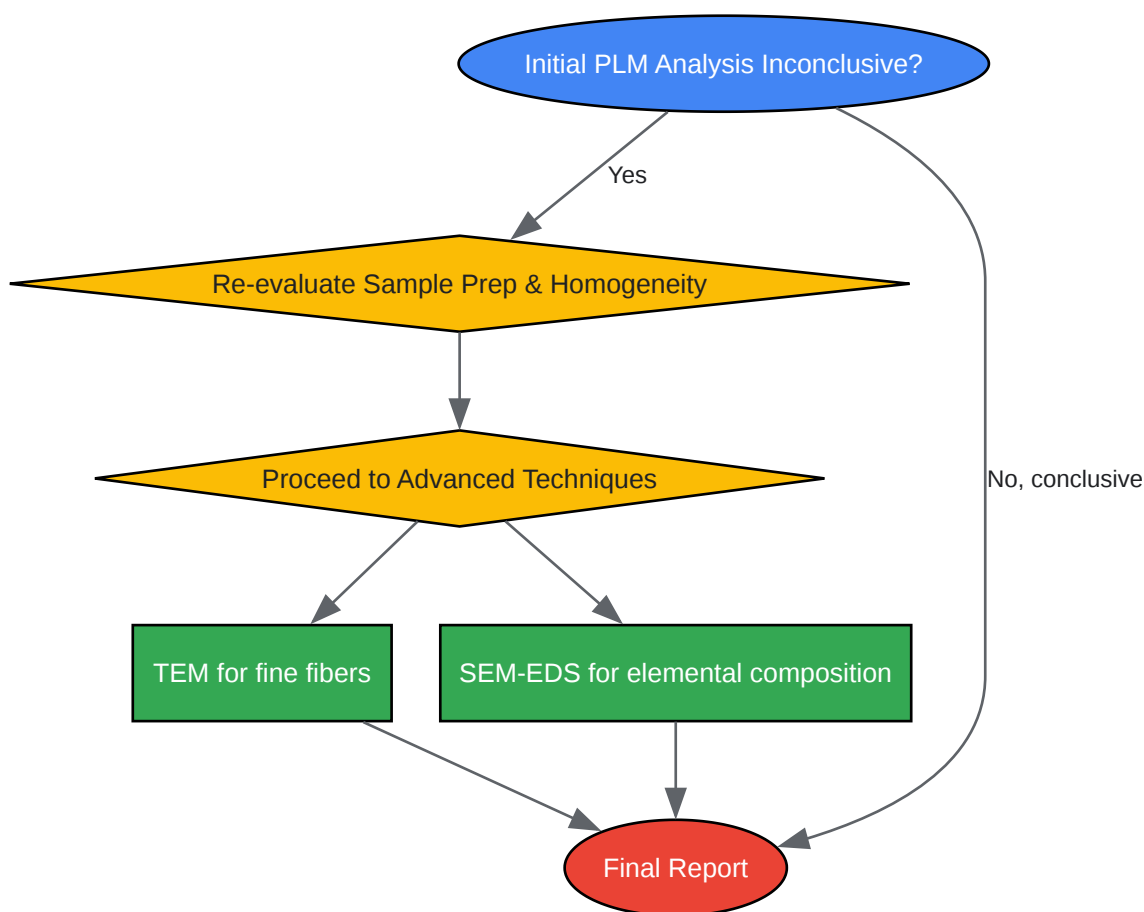 Initial PLM Analysis Inconclusive?
Yes
Re-evaluate Sample Prep & Homogeneity
Proceed to Advanced Techniques
No, conclusive
TEM for fine fibers
SEM-EDS for elemental composition
Final Report